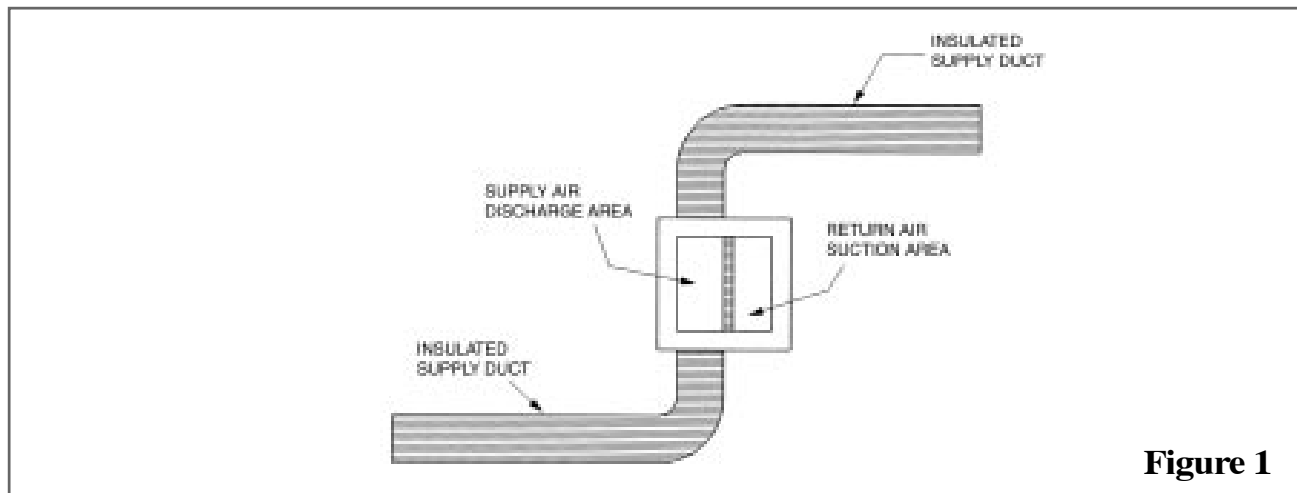 INSULATED
SUPPLY DUCT
SUPPLY AIR
DISCHARGE AREA
RETURN AIR
SUCTION AREA
INSULATED
SUPPLY DUCT
Figure 1